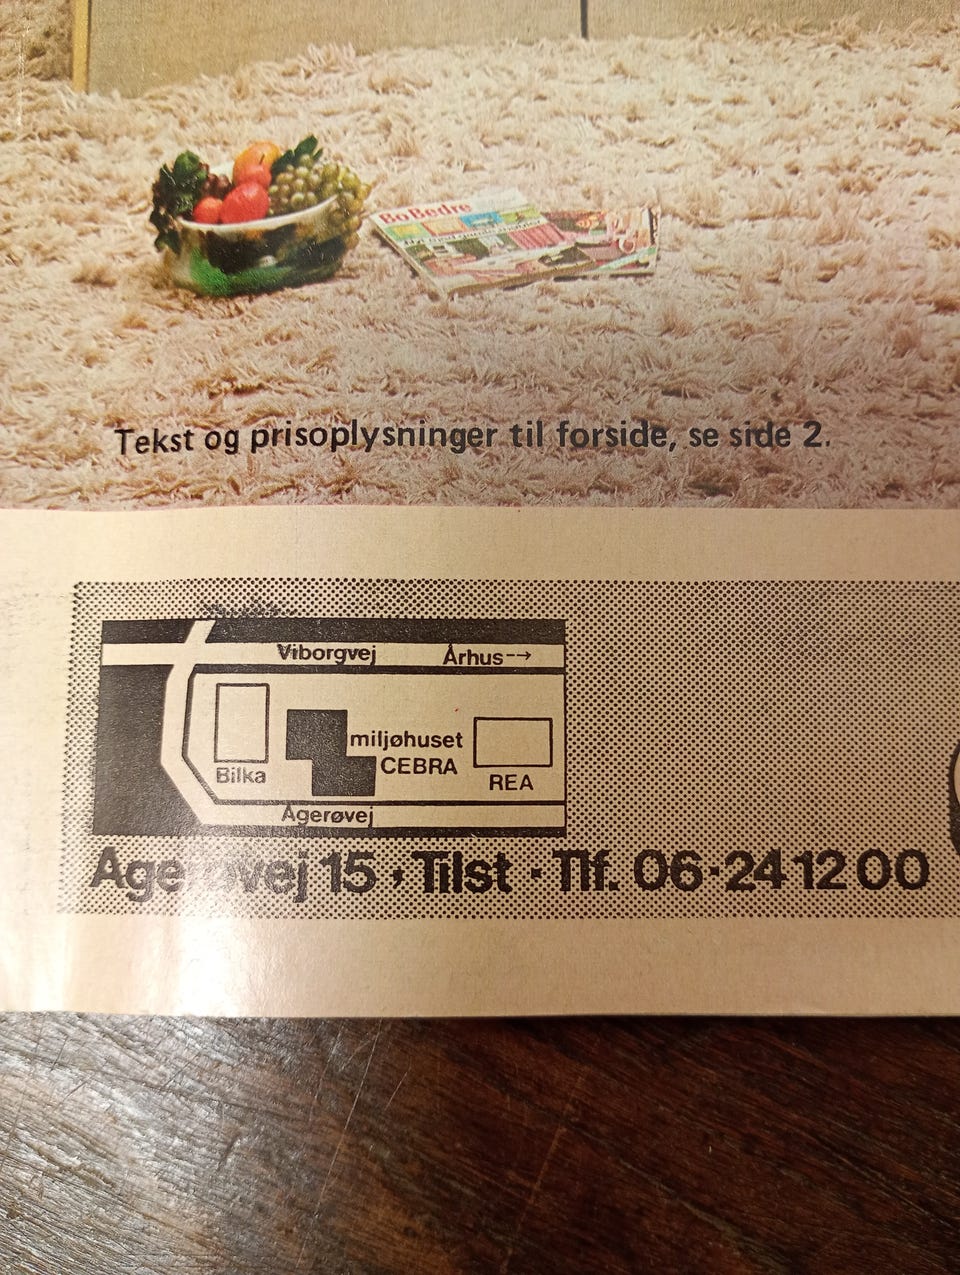 BoBedre
Tekst og prisoplysninger til forside, se side 2.
Viborgvej Århus-->
miljøhuset
CEBRA
Bilka
REA
Agerøvej
Agerøvej 15 · Tilst · Tlf. 06·24 12 00